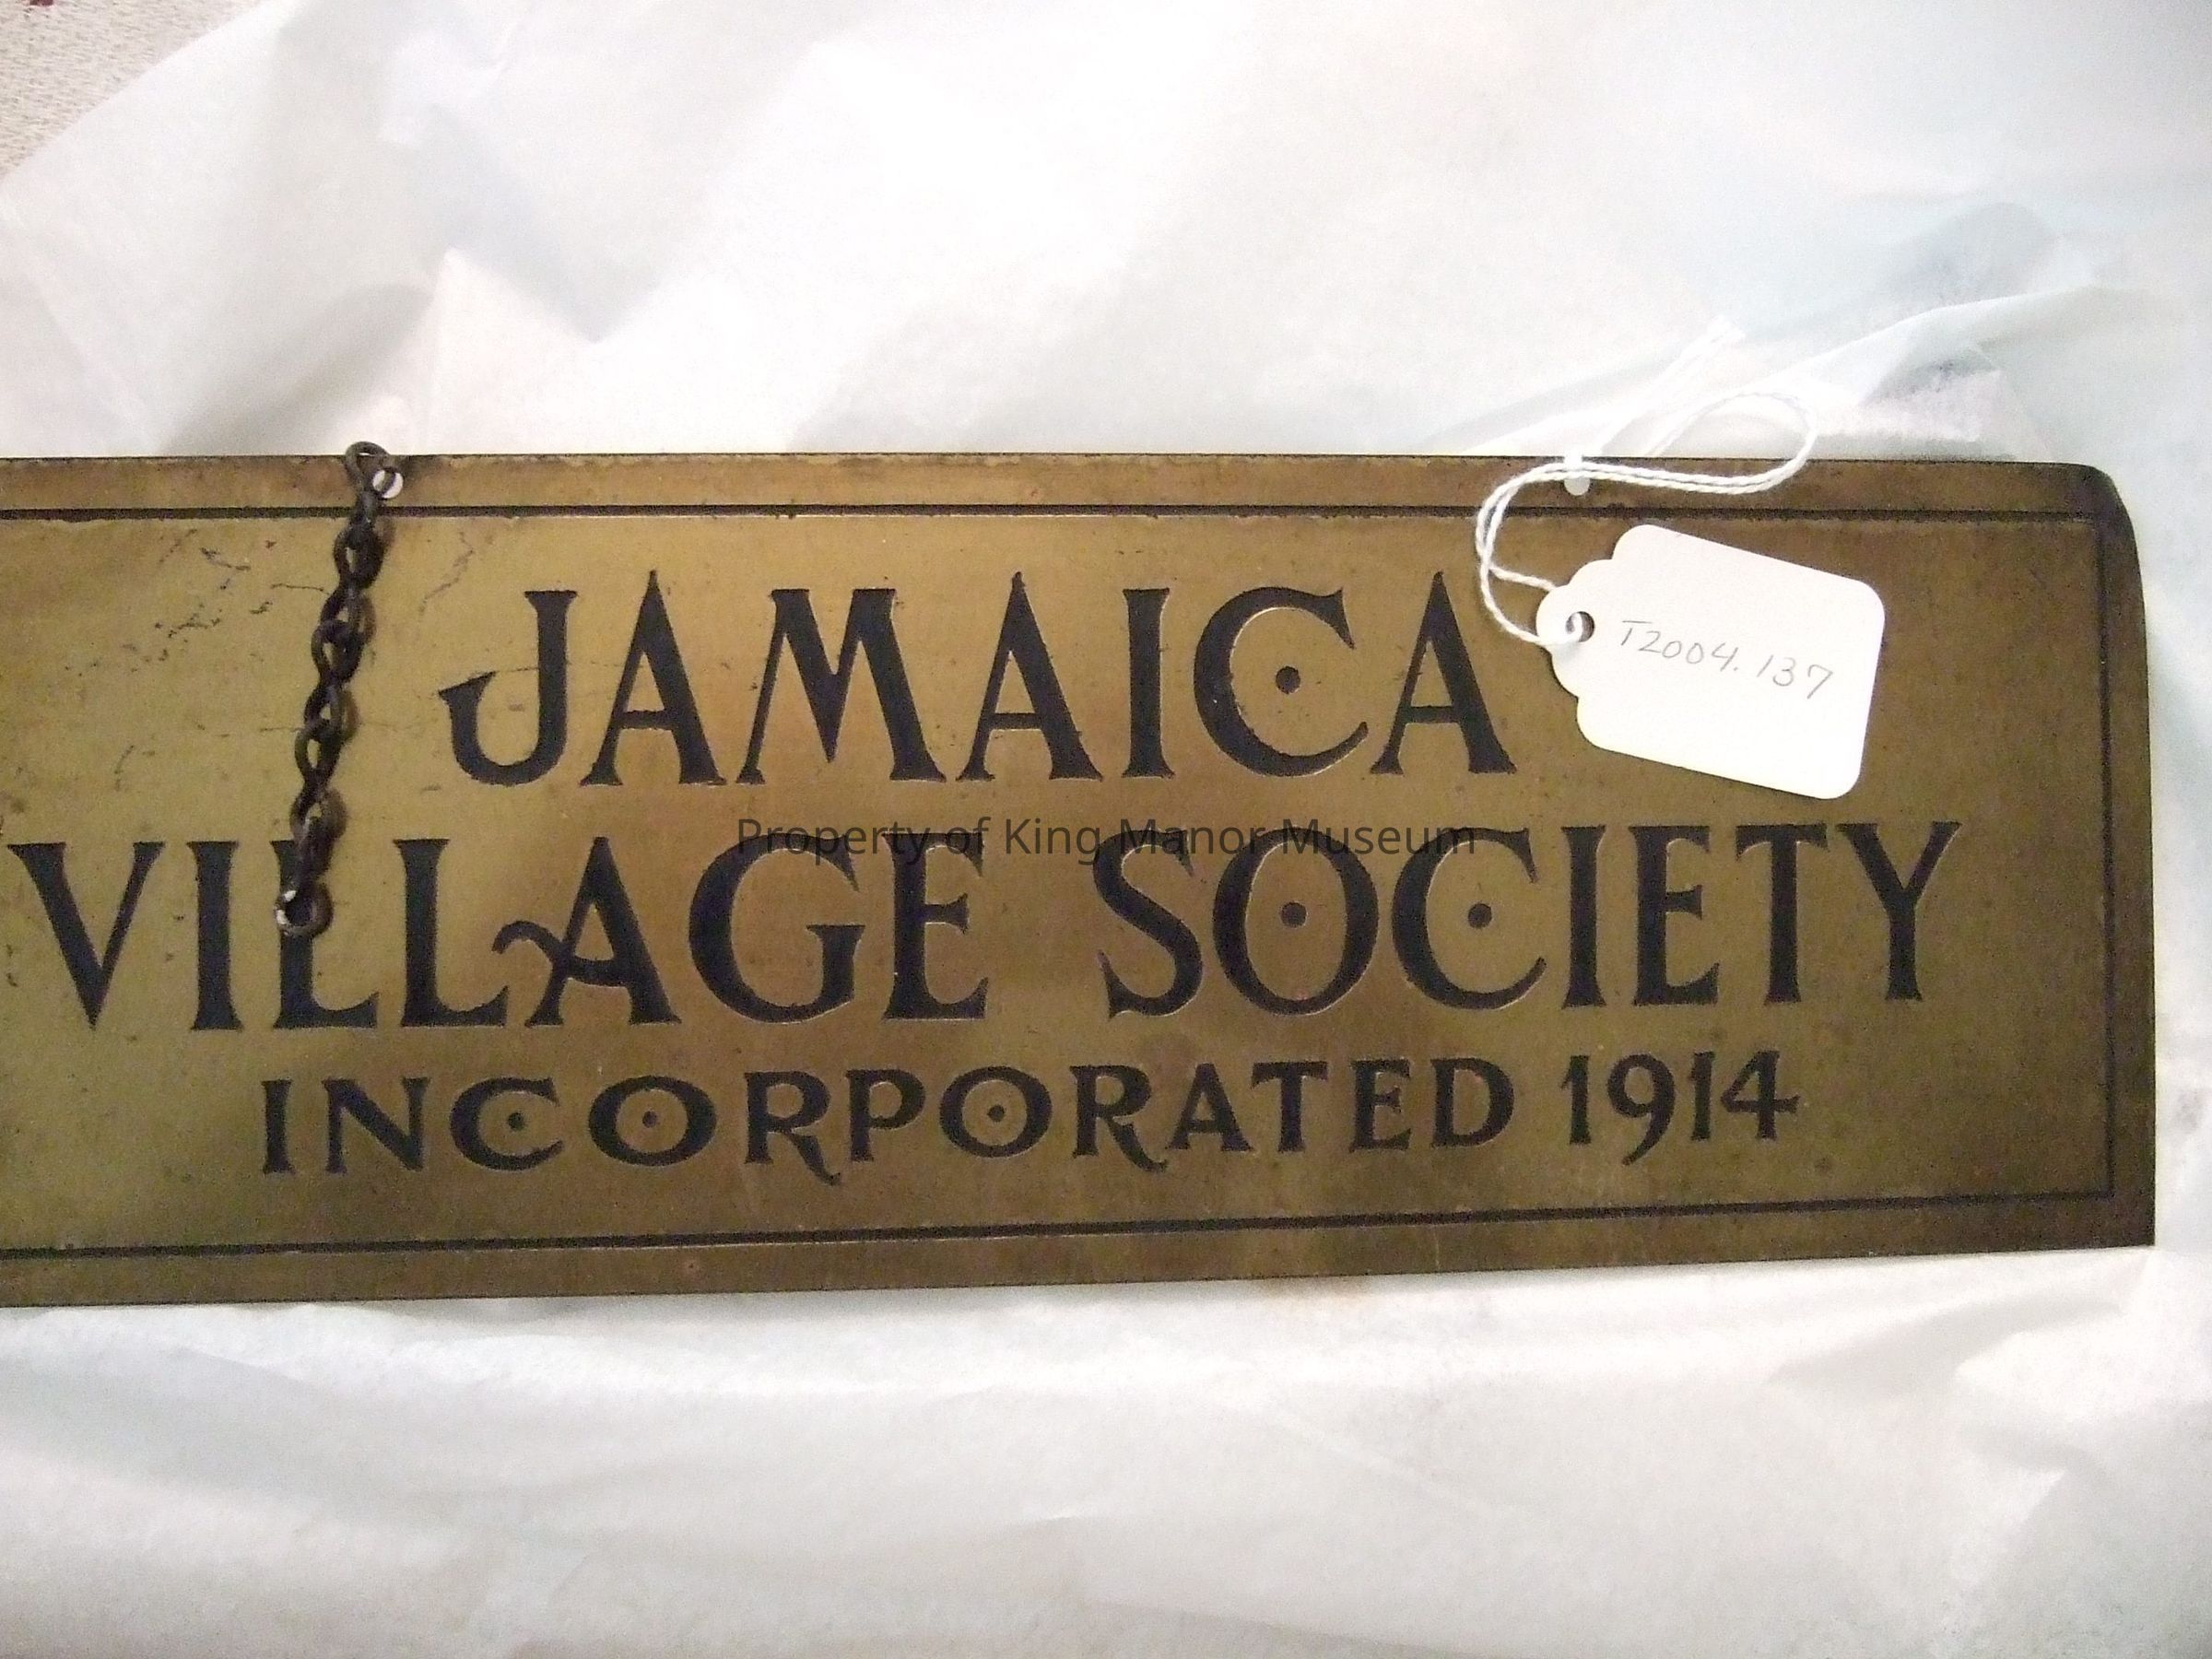 JAMAICA
T2004.137
VILLAGE SOCIETY
Property of King Manor Museum
INCORPORATED 1914